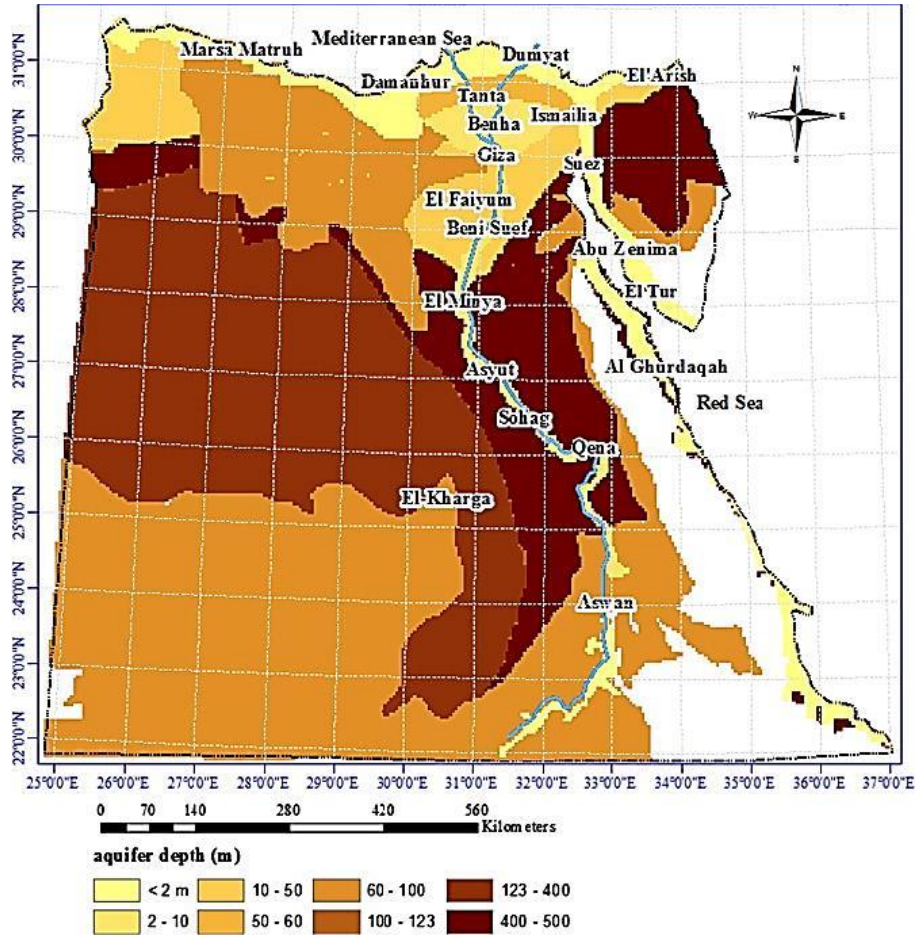 Mediterranean Sea
Marsa Matruh
Dumyat
Damanhur
El'Arish
Tanta
Ismailia
Benha
Giza
Suez
El Faiyum
Beni Suef
Abu Zenima
El Tur
El-Minya
Asyut
Al Ghurdaqah
Red Sea
Sohag
Qena
El-Kharga
Aswan
N
W
E
S
31°0'0"N
30°0'0"N
29°0'0"N
28°0'0"N
27°0'0"N
26°0'0"N
25°0'0"N
24°0'0"N
23°0'0"N
22°0'0"N
25°0'0"E 26°0'0"E 27°0'0"E 28°0'0"E 29°0'0"E 30°0'0"E 31°0'0"E 32°0'0"E 33°0'0"E 34°0'0"E 35°0'0"E 36°0'0"E 37°0'0"E
0 70 140 280 420 560
Kilometers
aquifer depth (m)
< 2 m 10 - 50 60 - 100 123 - 400
2 - 10 50 - 60 100 - 123 400 - 500